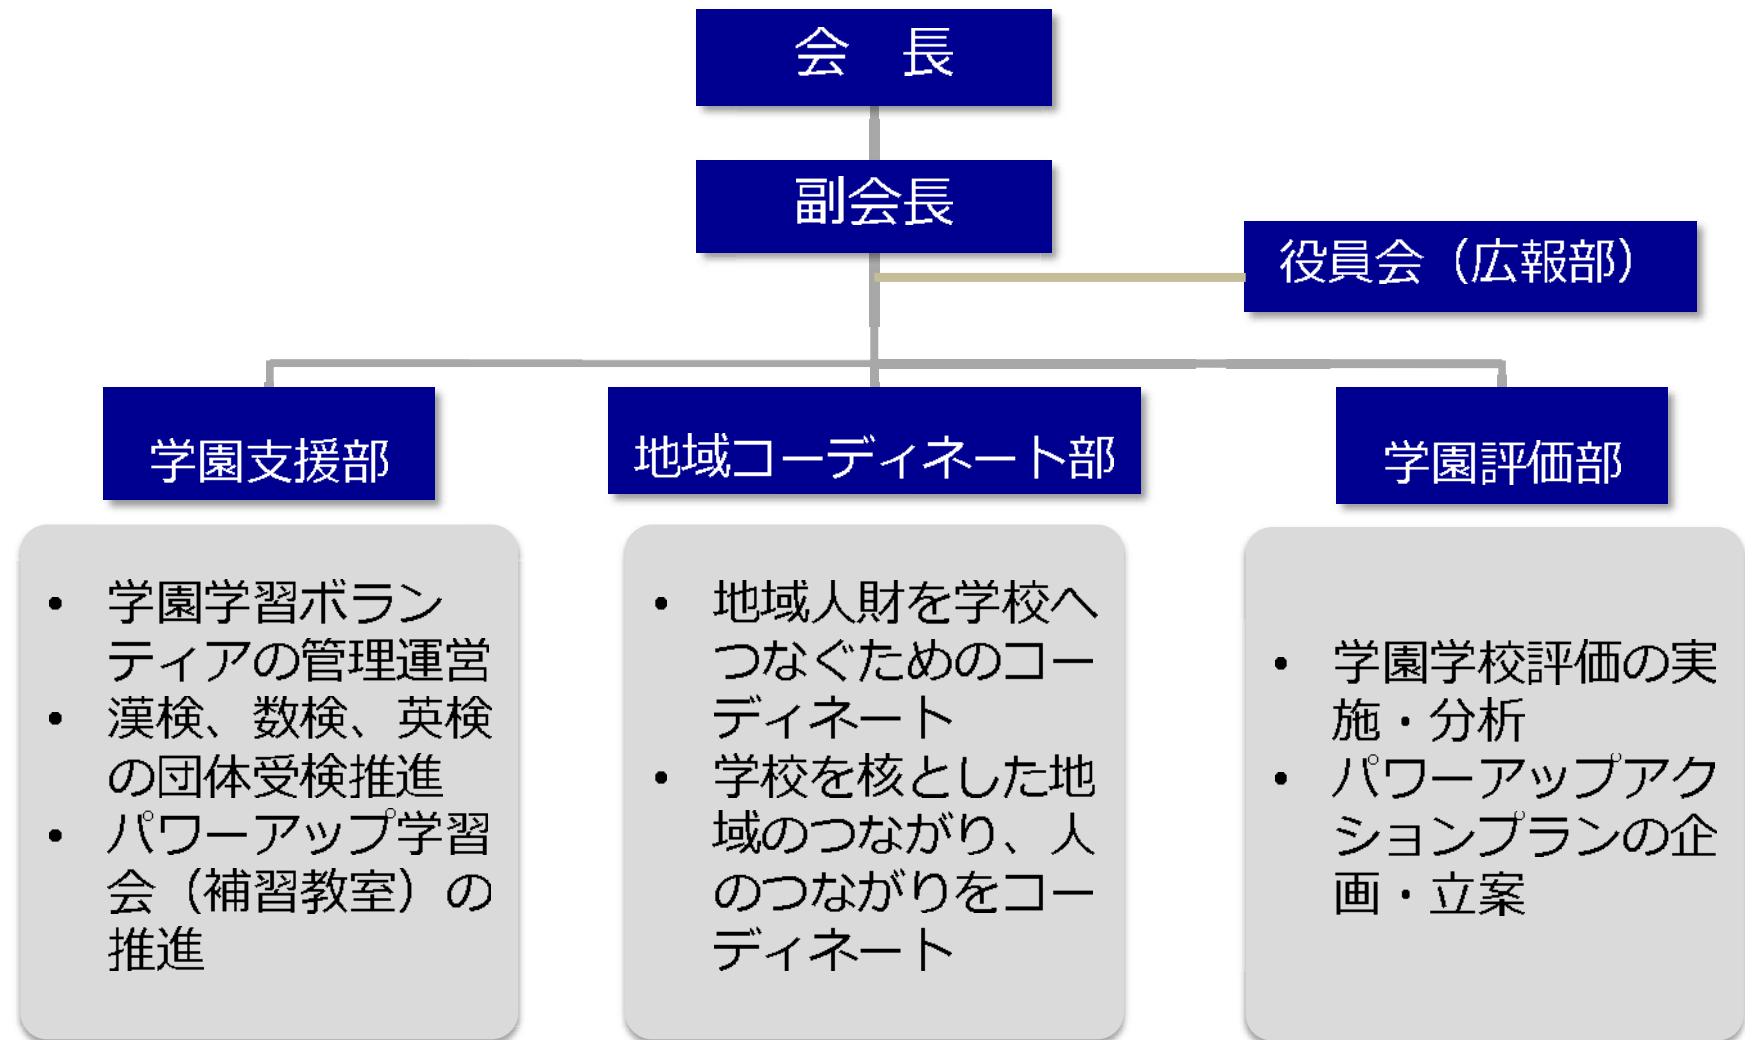 会　長
副会長
役員会（広報部）
学園支援部
地域コーディネート部
学園評価部
• 学園学習ボラン
ティアの管理運営
• 漢検、数検、英検
の団体受検推進
• パワーアップ学習
会（補習教室）の
推進
• 地域人財を学校へ
つなぐためのコー
ディネート
• 学校を核とした地
域のつながり、人
のつながりをコー
ディネート
• 学園学校評価の実
施・分析
• パワーアップアク
ションプランの企
画・立案